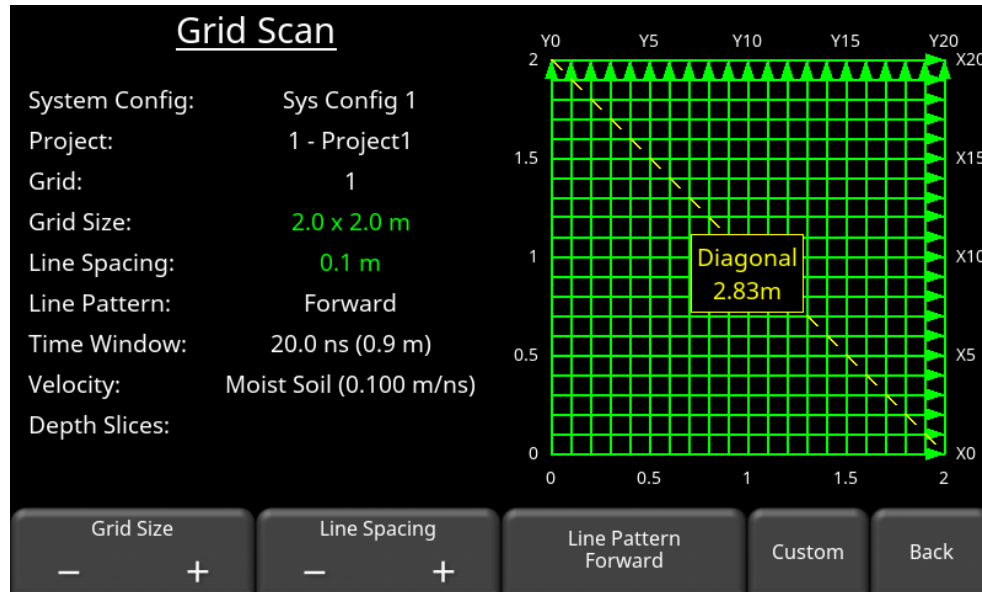 Grid Scan
System Config: Sys Config 1
Project: 1 - Project1
Grid: 1
Grid Size: 2.0 x 2.0 m
Line Spacing: 0.1 m
Line Pattern: Forward
Time Window: 20.0 ns (0.9 m)
Velocity: Moist Soil (0.100 m/ns)
Depth Slices:
Y0 Y5 Y10 Y15 Y20
2 X20
1.5 X15
1 X10
Diagonal
2.83m
0.5 X5
0 X0
0 0.5 1 1.5 2
Grid Size
− +
Line Spacing
− +
Line Pattern
Forward
Custom
Back